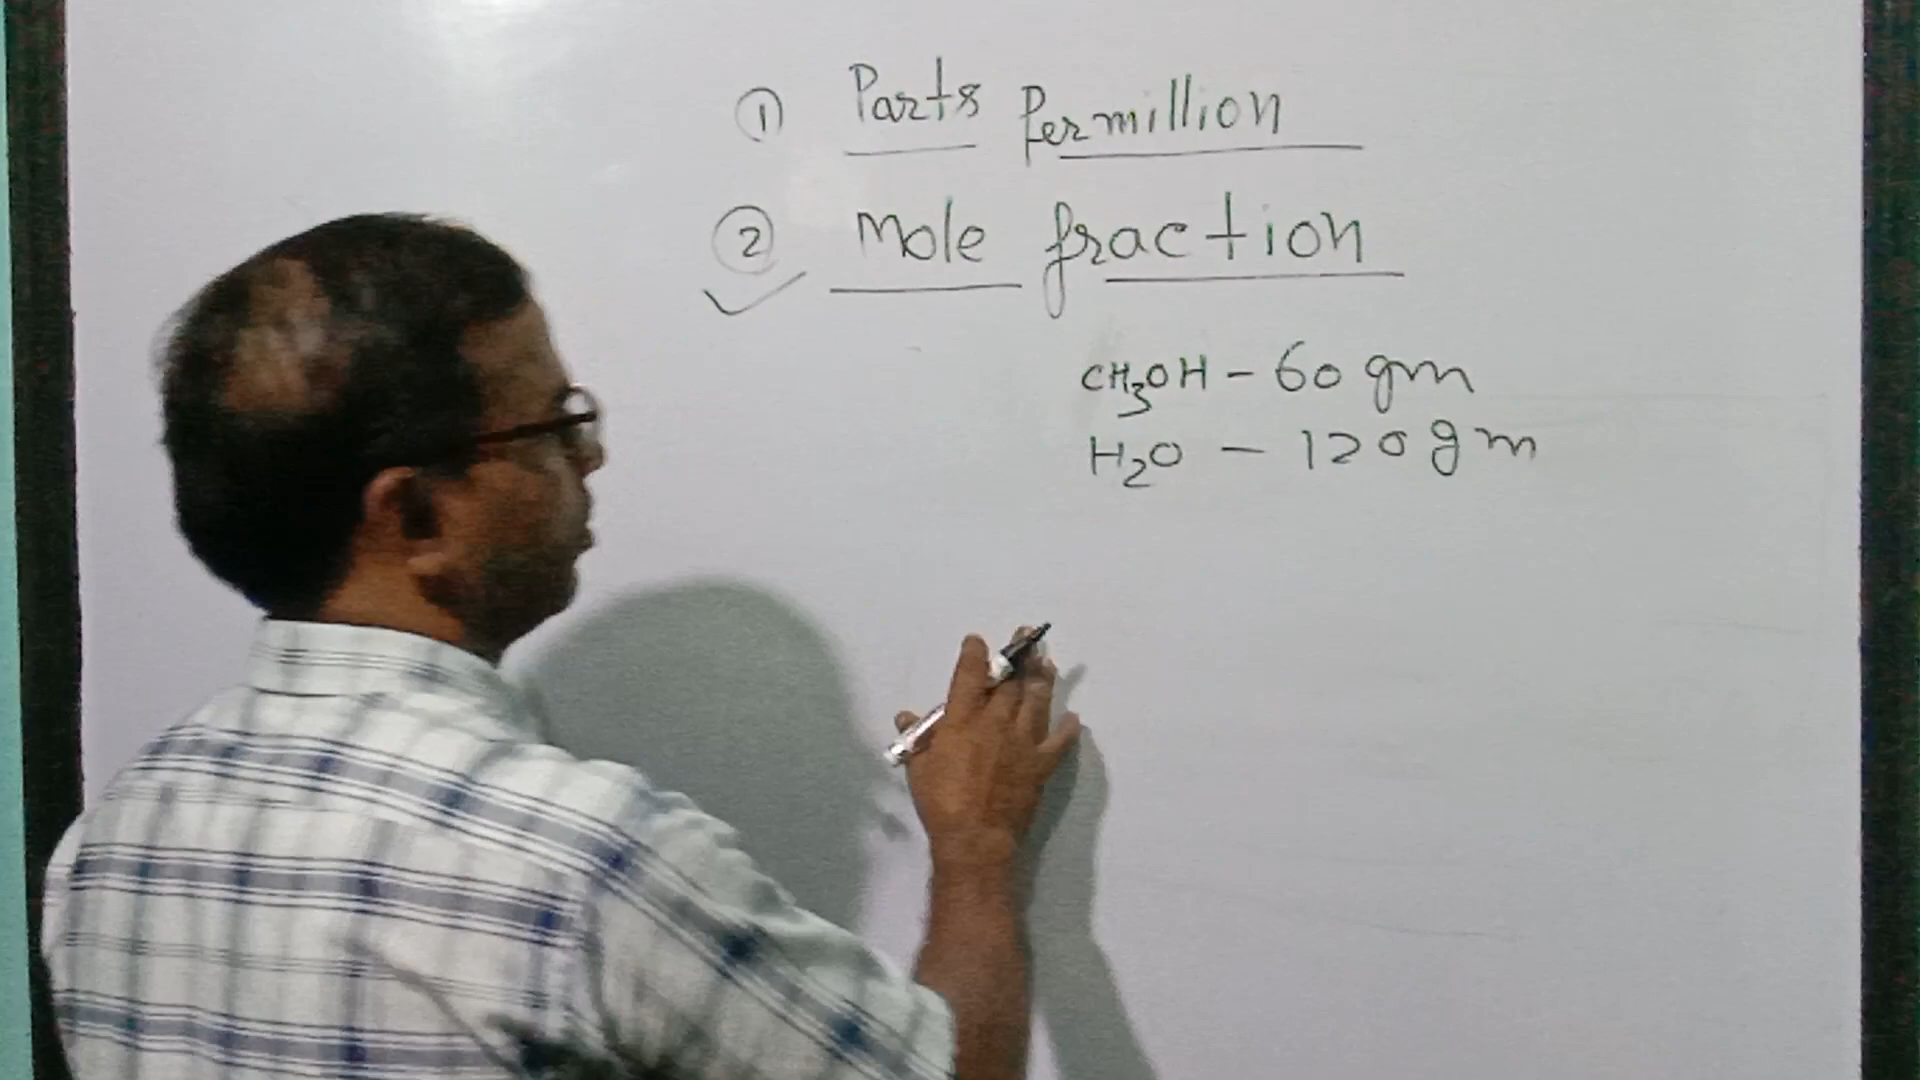 ① Parts Permillion
② Mole fraction
CH₃OH - 60 gm
H₂O - 120 gm